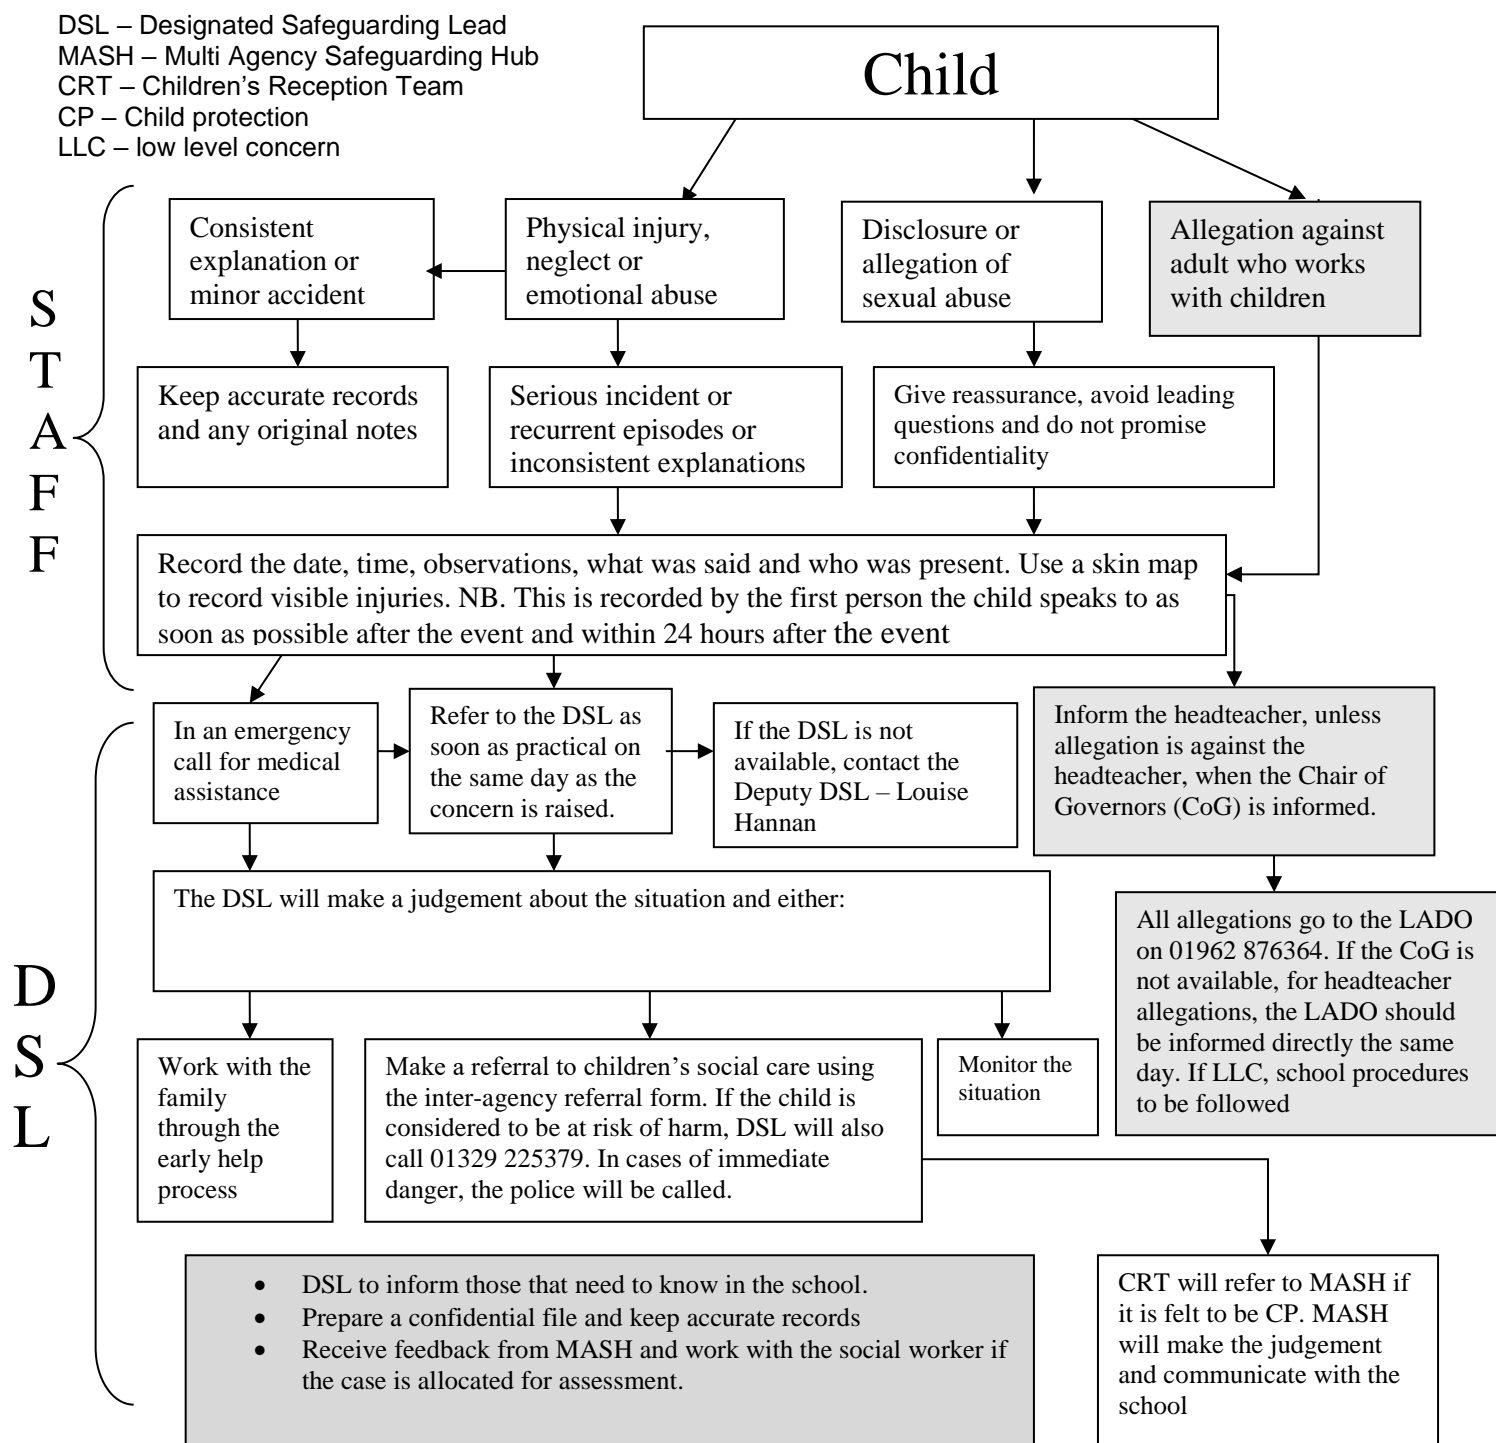 DSL – Designated Safeguarding Lead
MASH – Multi Agency Safeguarding Hub
CRT – Children's Reception Team
CP – Child protection
LLC – low level concern
Child
STAFF
Consistent
explanation or
minor accident
Physical injury,
neglect or
emotional abuse
Disclosure or
allegation of
sexual abuse
Allegation against
adult who works
with children
Keep accurate records
and any original notes
Serious incident or
recurrent episodes or
inconsistent explanations
Give reassurance, avoid leading
questions and do not promise
confidentiality
Record the date, time, observations, what was said and who was present. Use a skin map
to record visible injuries. NB. This is recorded by the first person the child speaks to as
soon as possible after the event and within 24 hours after the event
DSL
In an emergency
call for medical
assistance
Refer to the DSL as
soon as practical on
the same day as the
concern is raised.
If the DSL is not
available, contact the
Deputy DSL – Louise
Hannan
Inform the headteacher, unless
allegation is against the
headteacher, when the Chair of
Governors (CoG) is informed.
The DSL will make a judgement about the situation and either:
All allegations go to the LADO
on 01962 876364. If the CoG is
not available, for headteacher
allegations, the LADO should
be informed directly the same
day. If LLC, school procedures
to be followed
Work with the
family
through the
early help
process
Make a referral to children's social care using
the inter-agency referral form. If the child is
considered to be at risk of harm, DSL will also
call 01329 225379. In cases of immediate
danger, the police will be called.
Monitor the
situation
• DSL to inform those that need to know in the school.
• Prepare a confidential file and keep accurate records
• Receive feedback from MASH and work with the social worker if
the case is allocated for assessment.
CRT will refer to MASH if
it is felt to be CP. MASH
will make the judgement
and communicate with the
school